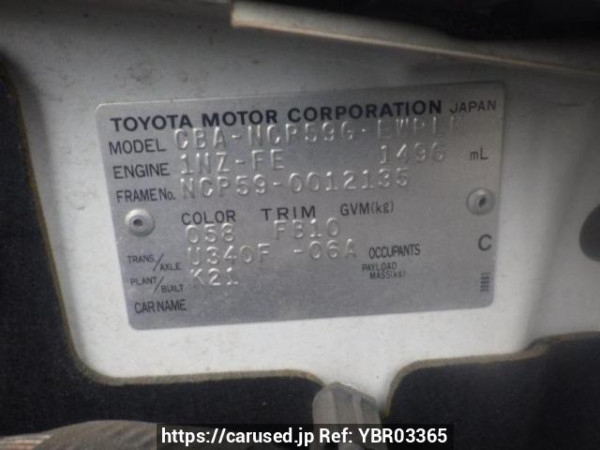 TOYOTA MOTOR CORPORATION JAPAN
MODEL CBA-NCP59G-EWPLK
ENGINE 1NZ-FE 1496 mL
FRAME No. NCP59-0012135
COLOR TRIM GVM(kg)
058 FB10
TRANS./AXLE U340F -06A OCCUPANTS C
PLANT/BUILT K21 PAYLOAD MASS(kg)
CAR NAME
https://carused.jp Ref: YBR03365